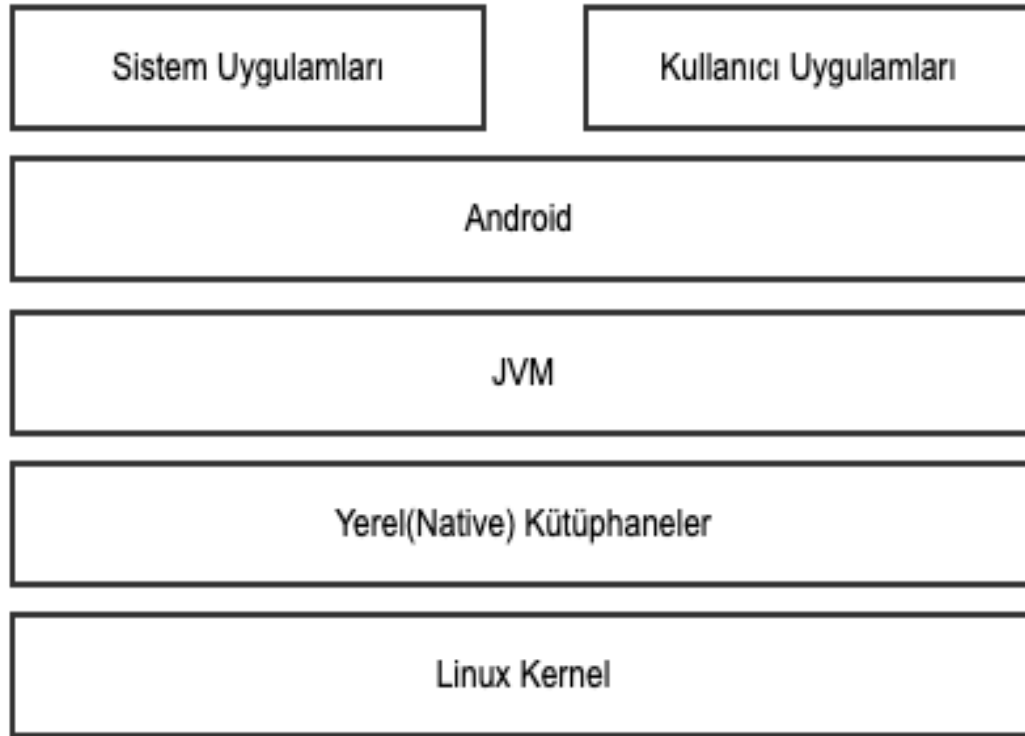 Sistem Uygulamları
Kullanıcı Uygulamları
Android
JVM
Yerel(Native) Kütüphaneler
Linux Kernel